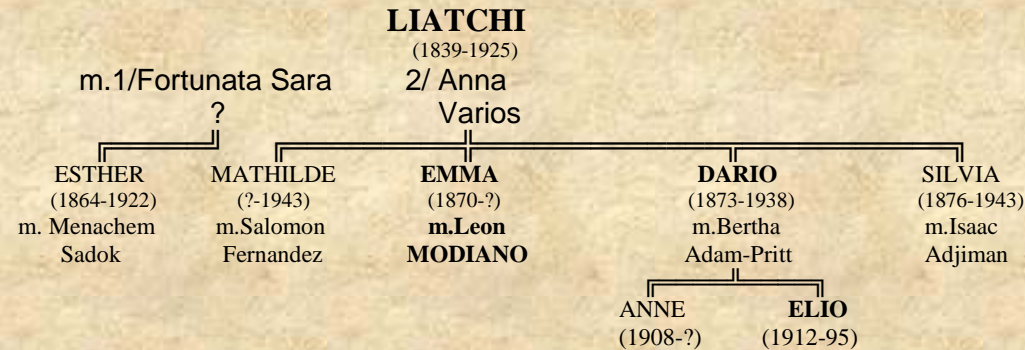 LIATCHI
(1839-1925)
m.1/Fortunata Sara 2/ Anna
? Varios
ESTHER MATHILDE EMMA DARIO SILVIA
(1864-1922) (?-1943) (1870-?) (1873-1938) (1876-1943)
m. Menachem m.Salomon m.Leon m.Bertha m.Isaac
Sadok Fernandez MODIANO Adam-Pritt Adjiman
ANNE ELIO
(1908-?) (1912-95)